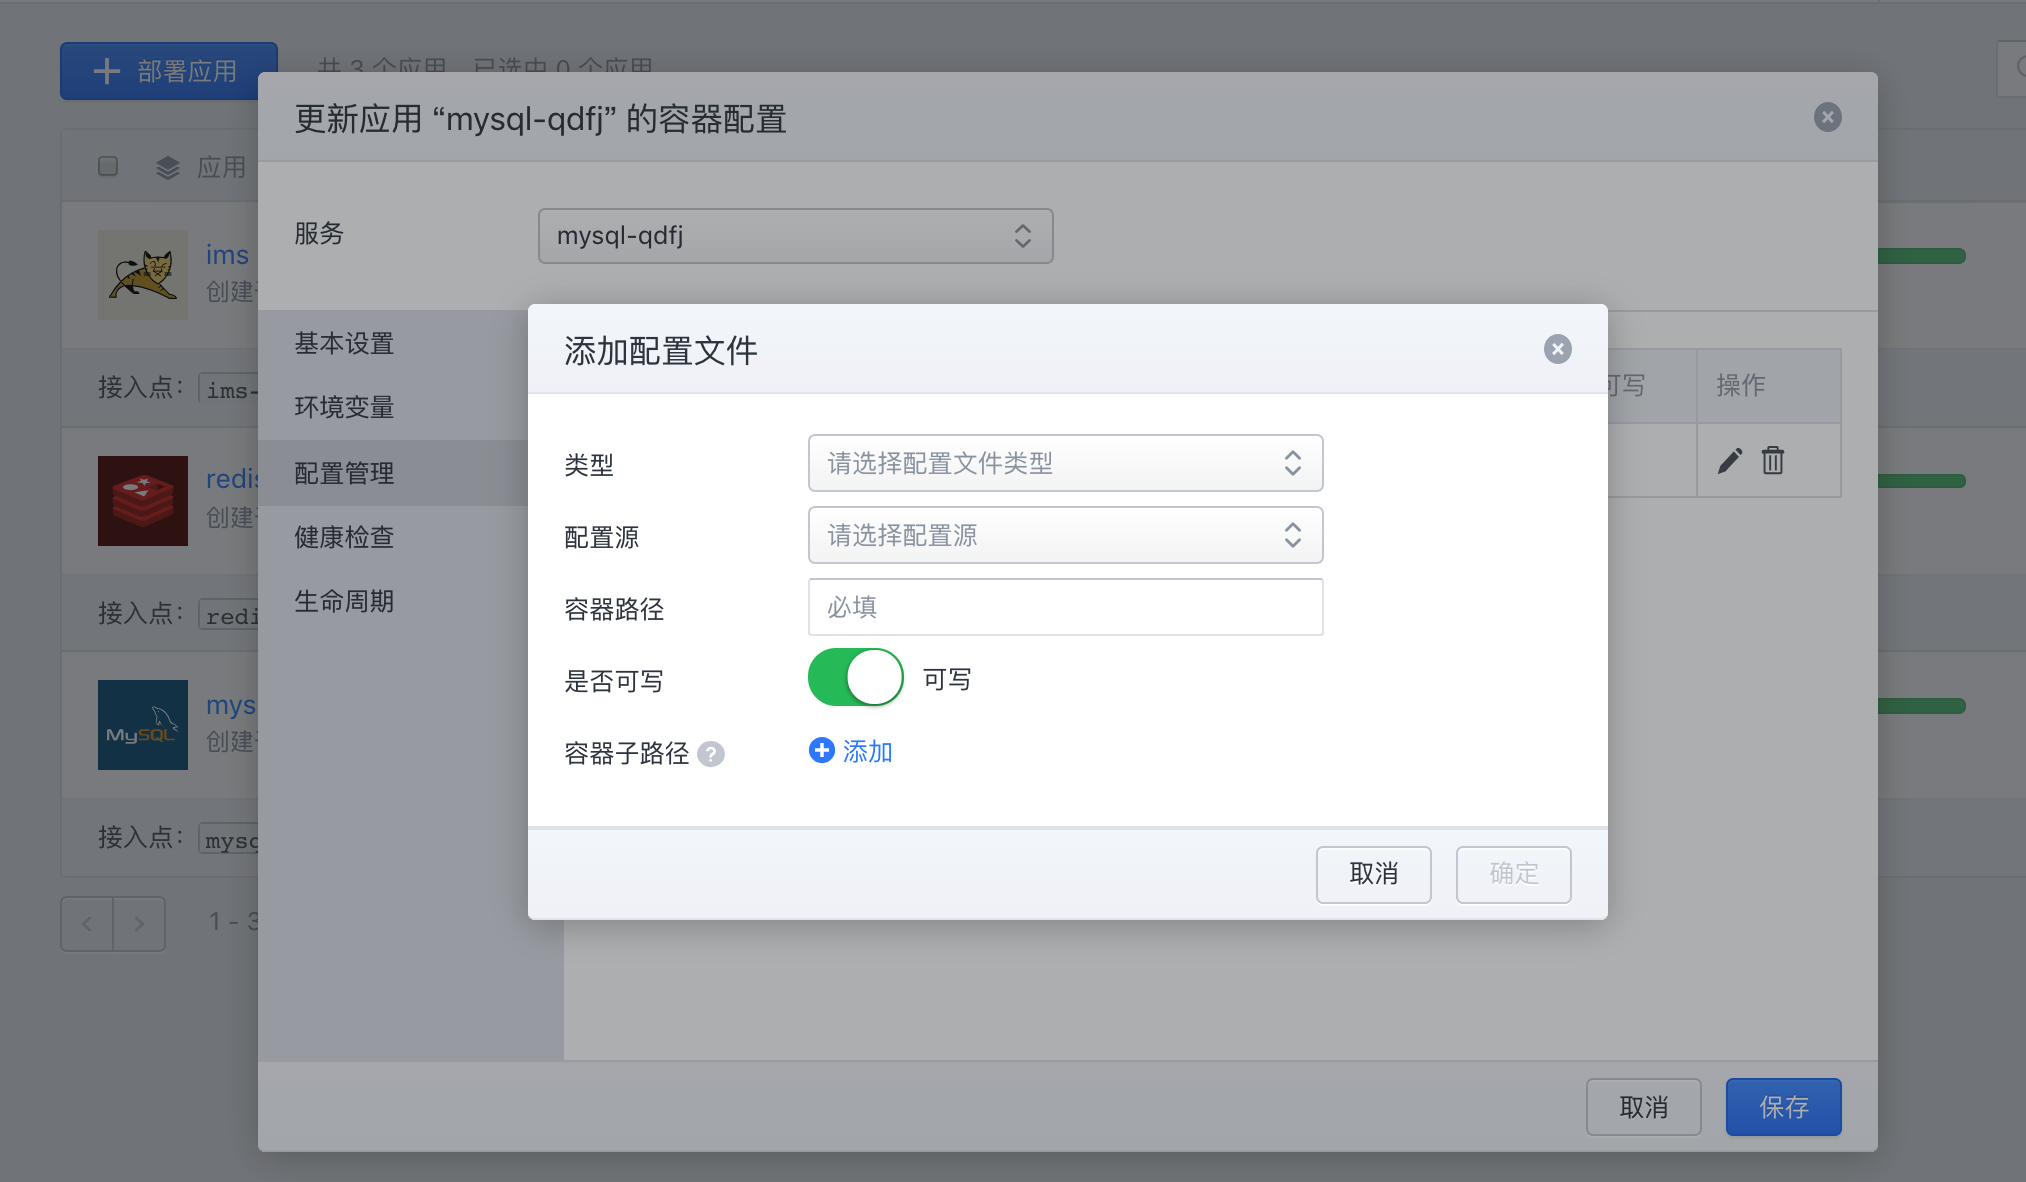 部署应用
共 3 个应用, 已选中 0 个应用
更新应用 “mysql-qdfj” 的容器配置
应用
服务
mysql-qdfj
ims
创建
接入点：
ims-
redis
创建
接入点：
redi
MySQL
mys
创建
接入点：
mysq
1 - 3
基本设置
环境变量
配置管理
健康检查
生命周期
可写
操作
添加配置文件
类型
请选择配置文件类型
配置源
请选择配置源
容器路径
必填
是否可写
可写
容器子路径 ?
添加
取消
确定
取消
保存